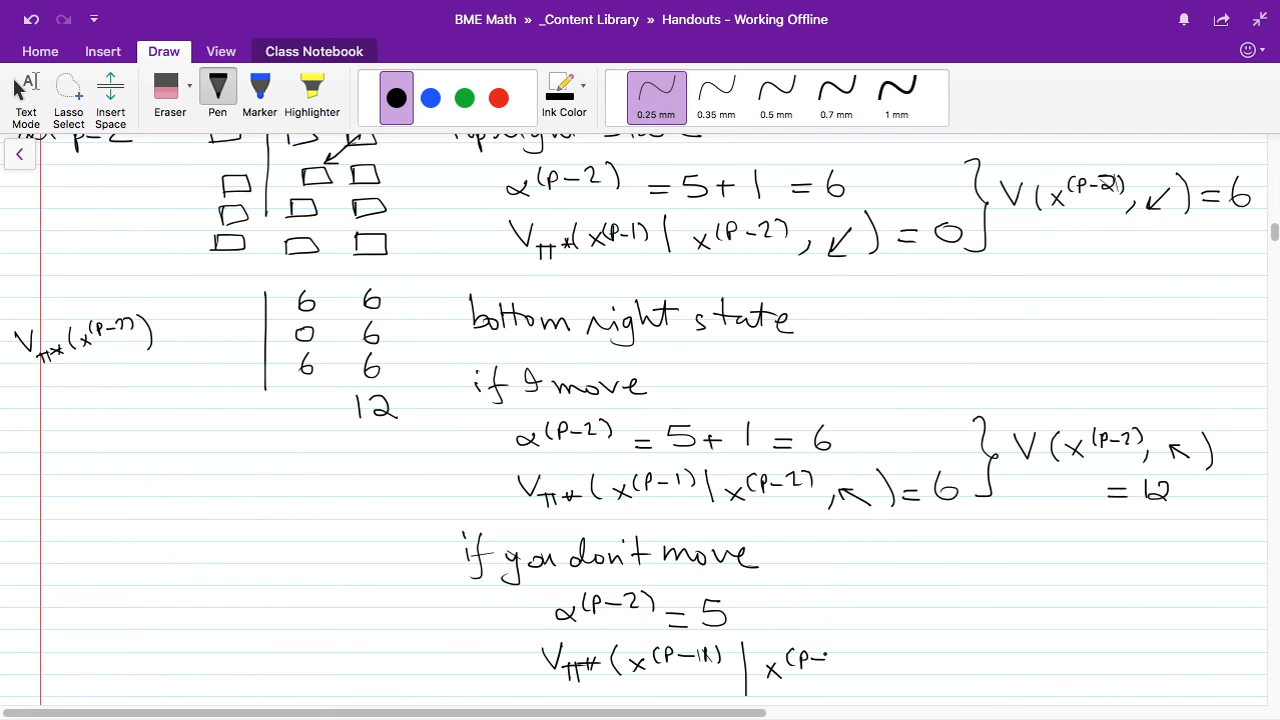 BME Math » _Content Library » Handouts - Working Offline
Home Insert Draw View Class Notebook
Text Mode
Lasso Select
Insert Space
Eraser
Pen
Marker
Highlighter
Ink Color
0.25 mm
0.35 mm
0.5 mm
0.7 mm
1 mm
p-2
α^(p-2) = 5+1 = 6
V_π*(x^(p-1) | x^(p-2), ↙) = 0
} V(x^(p-2), ↙) = 6
V_π*(x^(p-2))
6 6
0 6
6 6
12
bottom right state
if I move
α^(p-2) = 5+1 = 6
V_π*(x^(p-1) | x^(p-2), ↖) = 6
} V(x^(p-2), ↖)
= 12
if you don't move
α^(p-2) = 5
V_π*(x^(p-1) | x^(p-